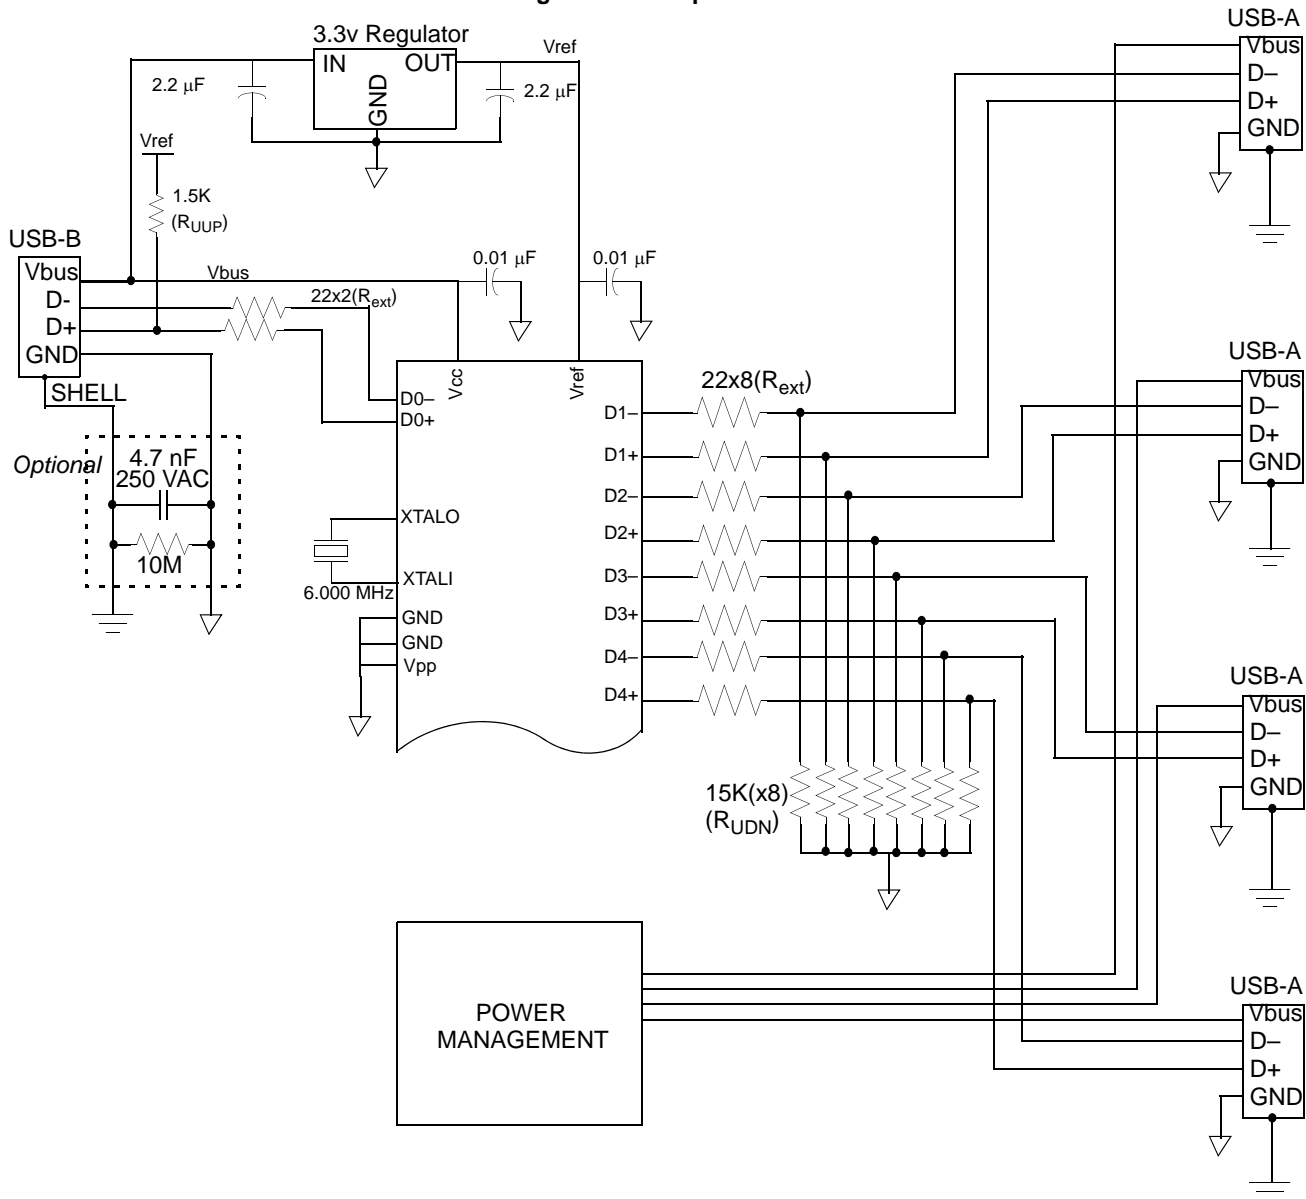 3.3v Regulator
IN
OUT
GND
Vref
2.2 μF
2.2 μF
Vref
1.5K
(RUUP)
USB-B
Vbus
D-
D+
GND
SHELL
Vbus
22x2(Rext)
0.01 μF
0.01 μF
Optional
4.7 nF
250 VAC
10M
Vcc
Vref
D0–
D0+
XTALO
XTALI
6.000 MHz
GND
GND
Vpp
D1–
D1+
D2–
D2+
D3–
D3+
D4–
D4+
22x8(Rext)
15K(x8)
(RUDN)
POWER
MANAGEMENT
USB-A
Vbus
D–
D+
GND
USB-A
Vbus
D–
D+
GND
USB-A
Vbus
D–
D+
GND
USB-A
Vbus
D–
D+
GND